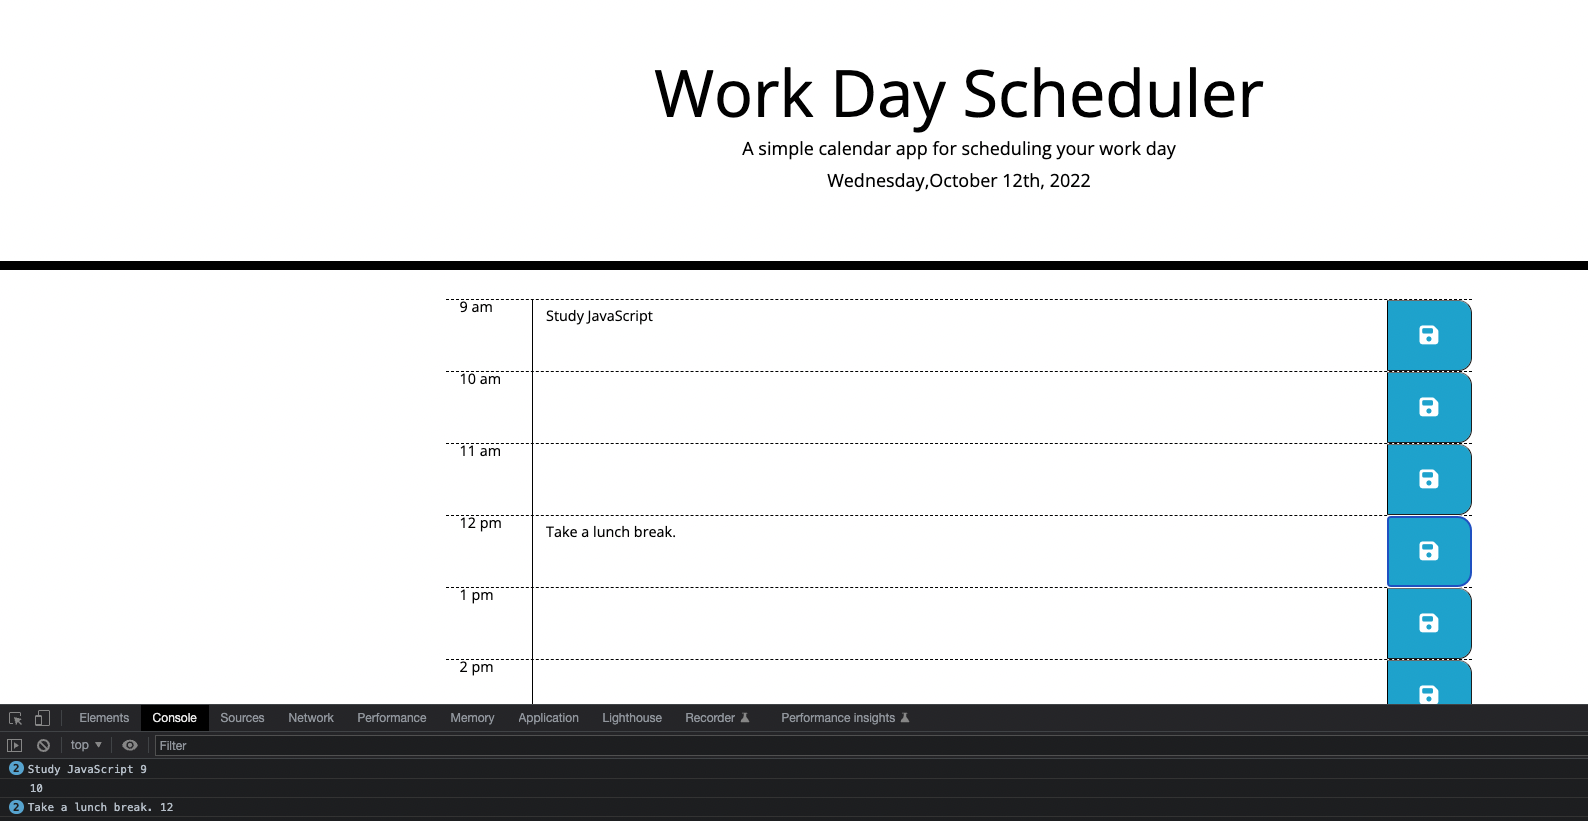 Work Day Scheduler
A simple calendar app for scheduling your work day
Wednesday,October 12th, 2022
9 am
Study JavaScript
10 am
11 am
12 pm
Take a lunch break.
1 pm
2 pm
Elements Console Sources Network Performance Memory Application Lighthouse Recorder Performance insights
top Filter
2 Study JavaScript 9
10
2 Take a lunch break. 12